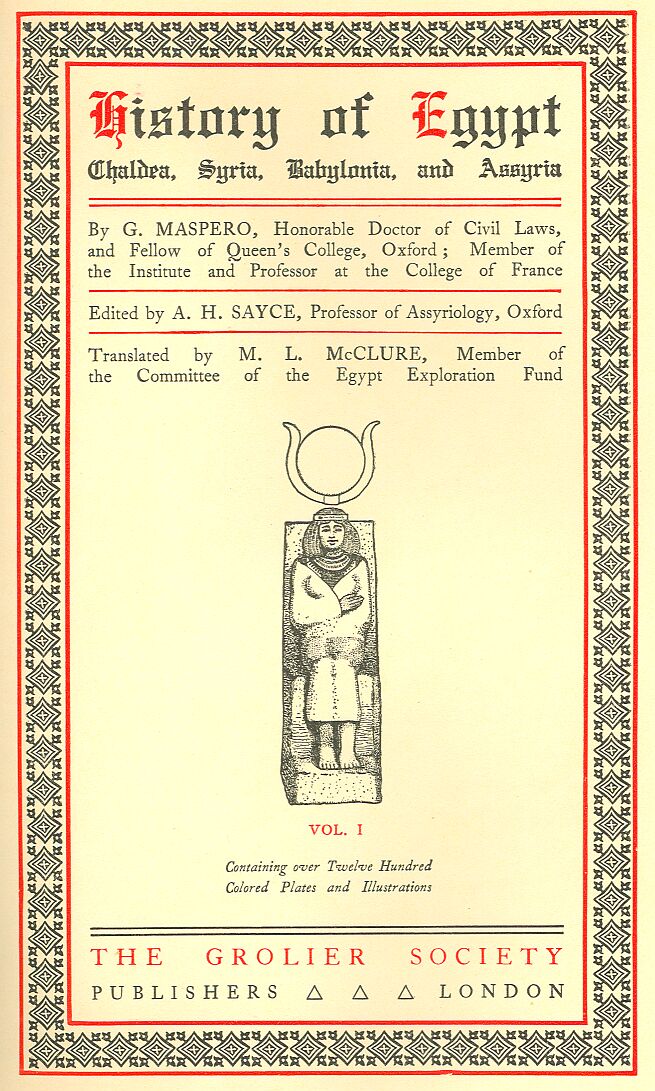 History of Egypt
Chaldea, Syria, Babylonia, and Assyria
By G. MASPERO, Honorable Doctor of Civil Laws,
and Fellow of Queen's College, Oxford; Member of
the Institute and Professor at the College of France
Edited by A. H. SAYCE, Professor of Assyriology, Oxford
Translated by M. L. McCLURE, Member of
the Committee of the Egypt Exploration Fund
VOL. I
Containing over Twelve Hundred
Colored Plates and Illustrations
THE GROLIER SOCIETY
PUBLISHERS △ △ △ LONDON